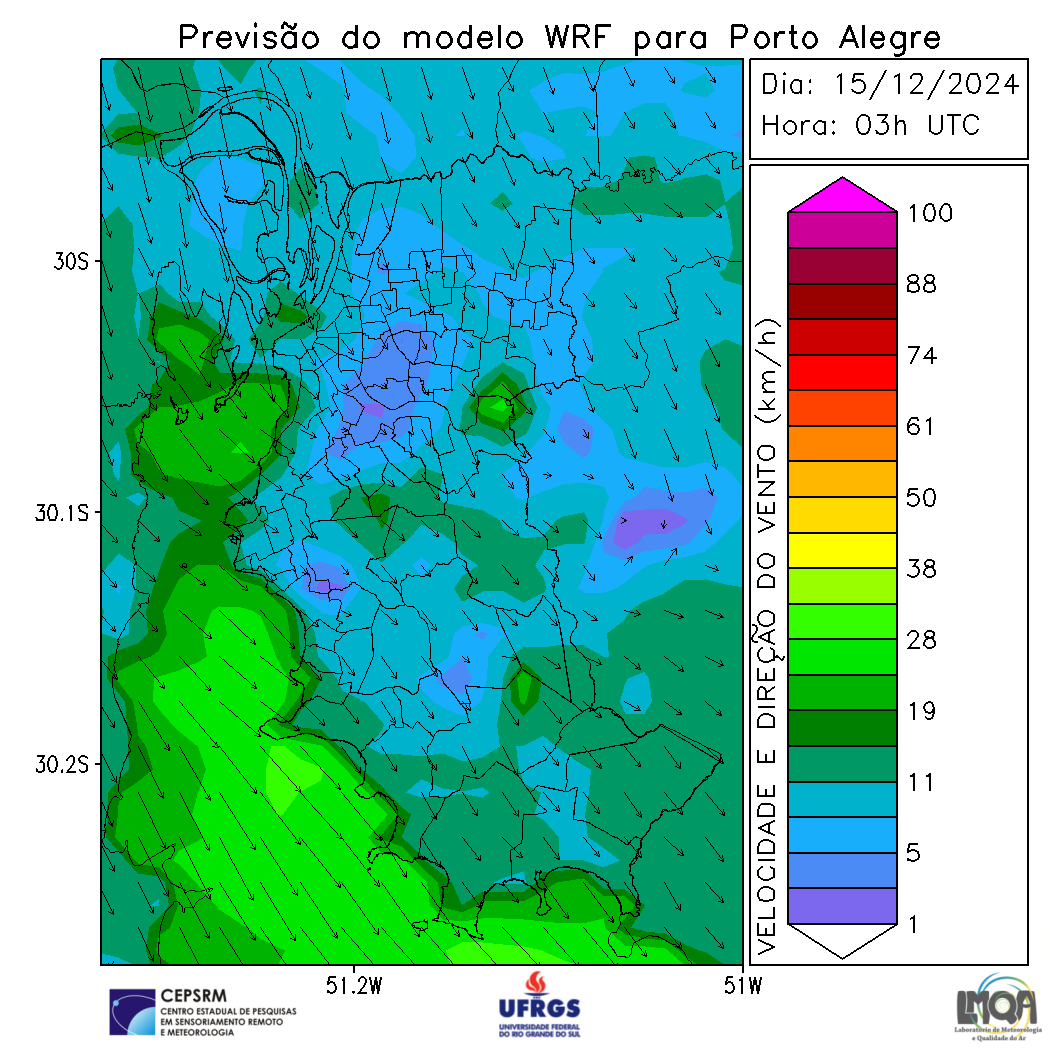 Previsão do modelo WRF para Porto Alegre
Dia: 15/12/2024
Hora: 03h UTC
30S
30.1S
30.2S
51.2W
51W
VELOCIDADE E DIREÇÃO DO VENTO (km/h)
100
88
74
61
50
38
28
19
11
5
1
CEPSRM
CENTRO ESTADUAL DE PESQUISAS
EM SENSORIAMENTO REMOTO
E METEOROLOGIA
UFRGS
UNIVERSIDADE FEDERAL
DO RIO GRANDE DO SUL
LMQA
Laboratório de Meteorologia
e Qualidade do Ar